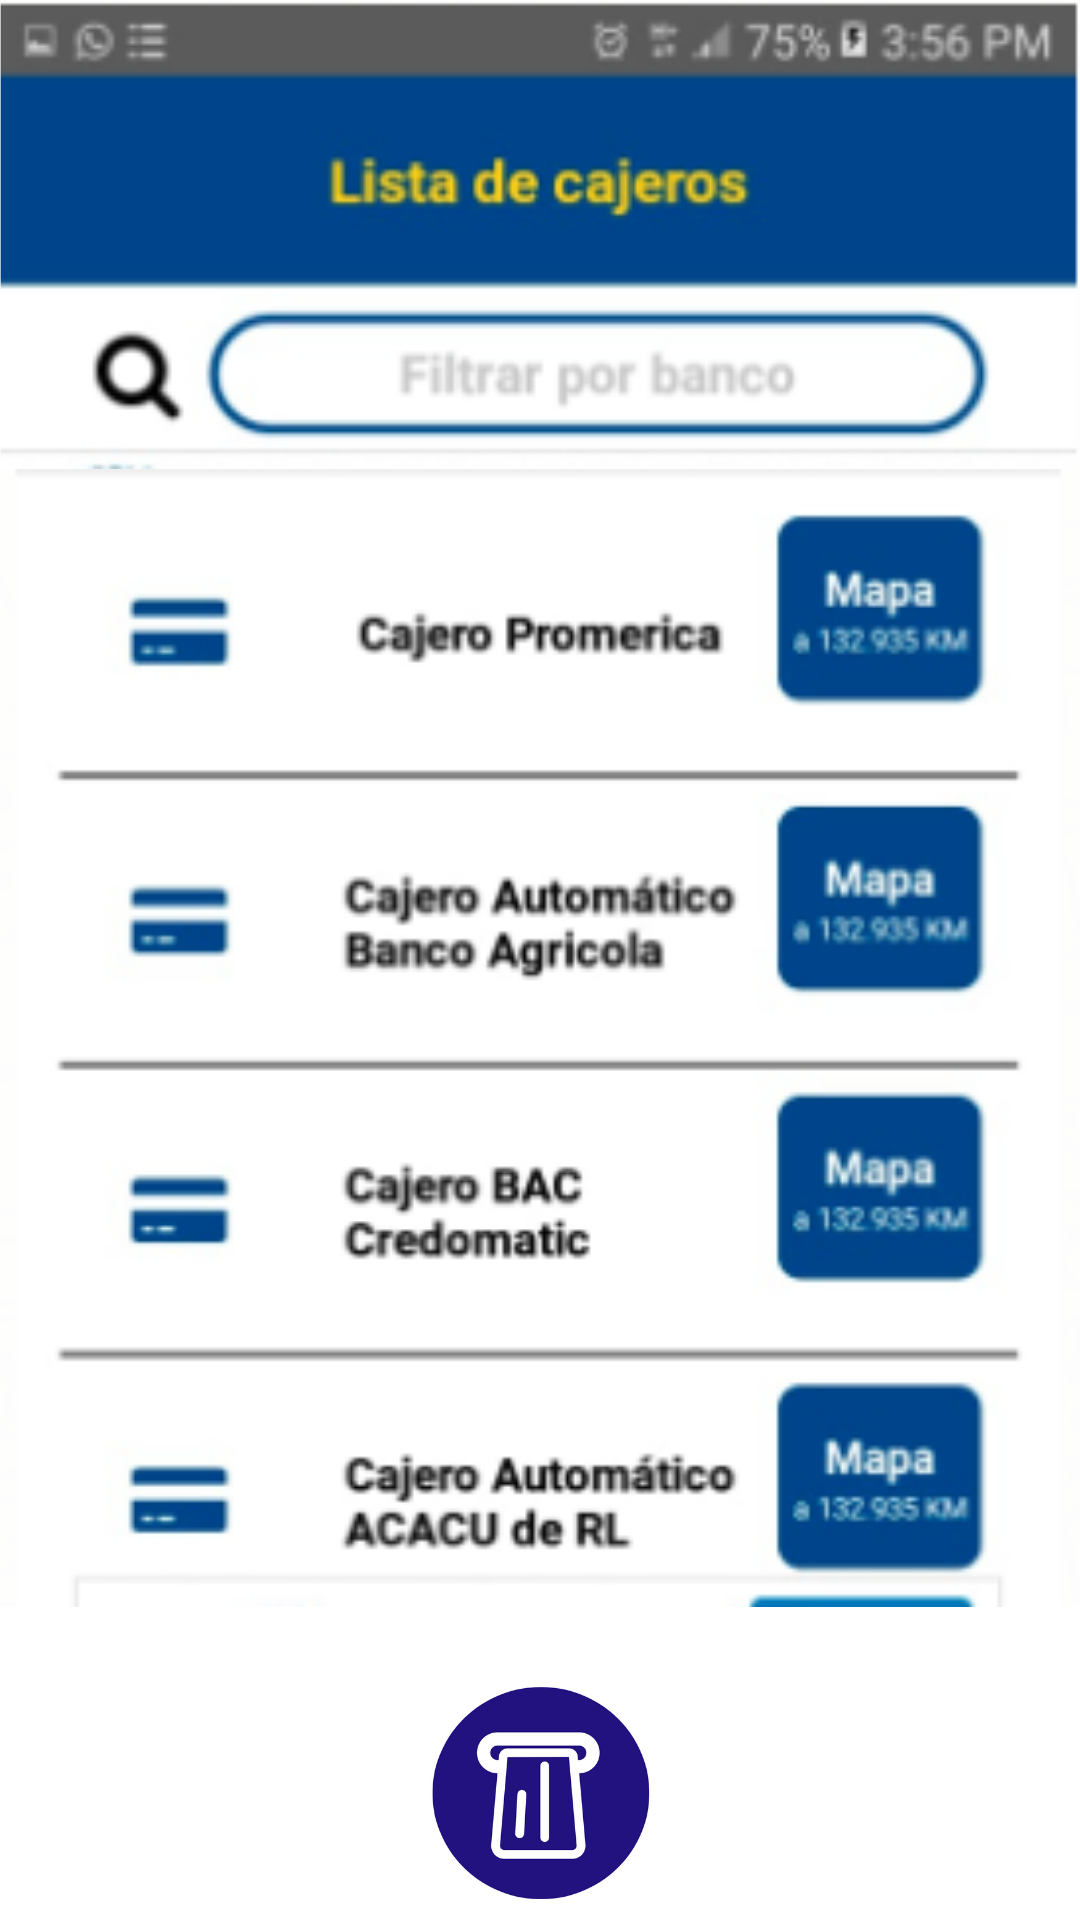 75% 3:56 PM
Lista de cajeros
Filtrar por banco
Cajero Promerica
Mapa
a 132.935 KM
Cajero Automático
Banco Agricola
Mapa
a 132.935 KM
Cajero BAC
Credomatic
Mapa
a 132.935 KM
Cajero Automático
ACACU de RL
Mapa
a 132.935 KM